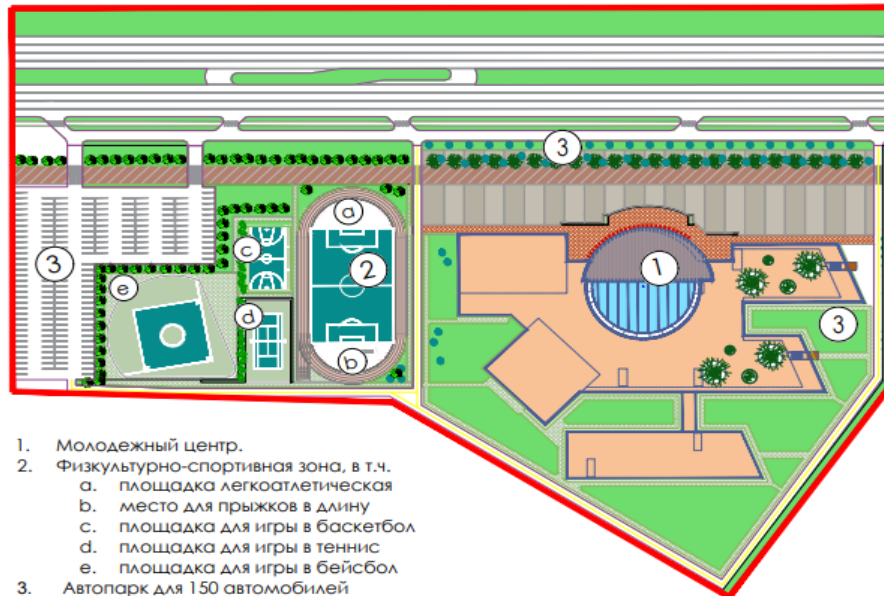 3
a
c
2
3
1
e
d
3
b
1. Молодежный центр.
2. Физкультурно-спортивная зона, в т.ч.
a. площадка легкоатлетическая
b. место для прыжков в длину
c. площадка для игры в баскетбол
d. площадка для игры в теннис
e. площадка для игры в бейсбол
3. Автопарк для 150 автомобилей